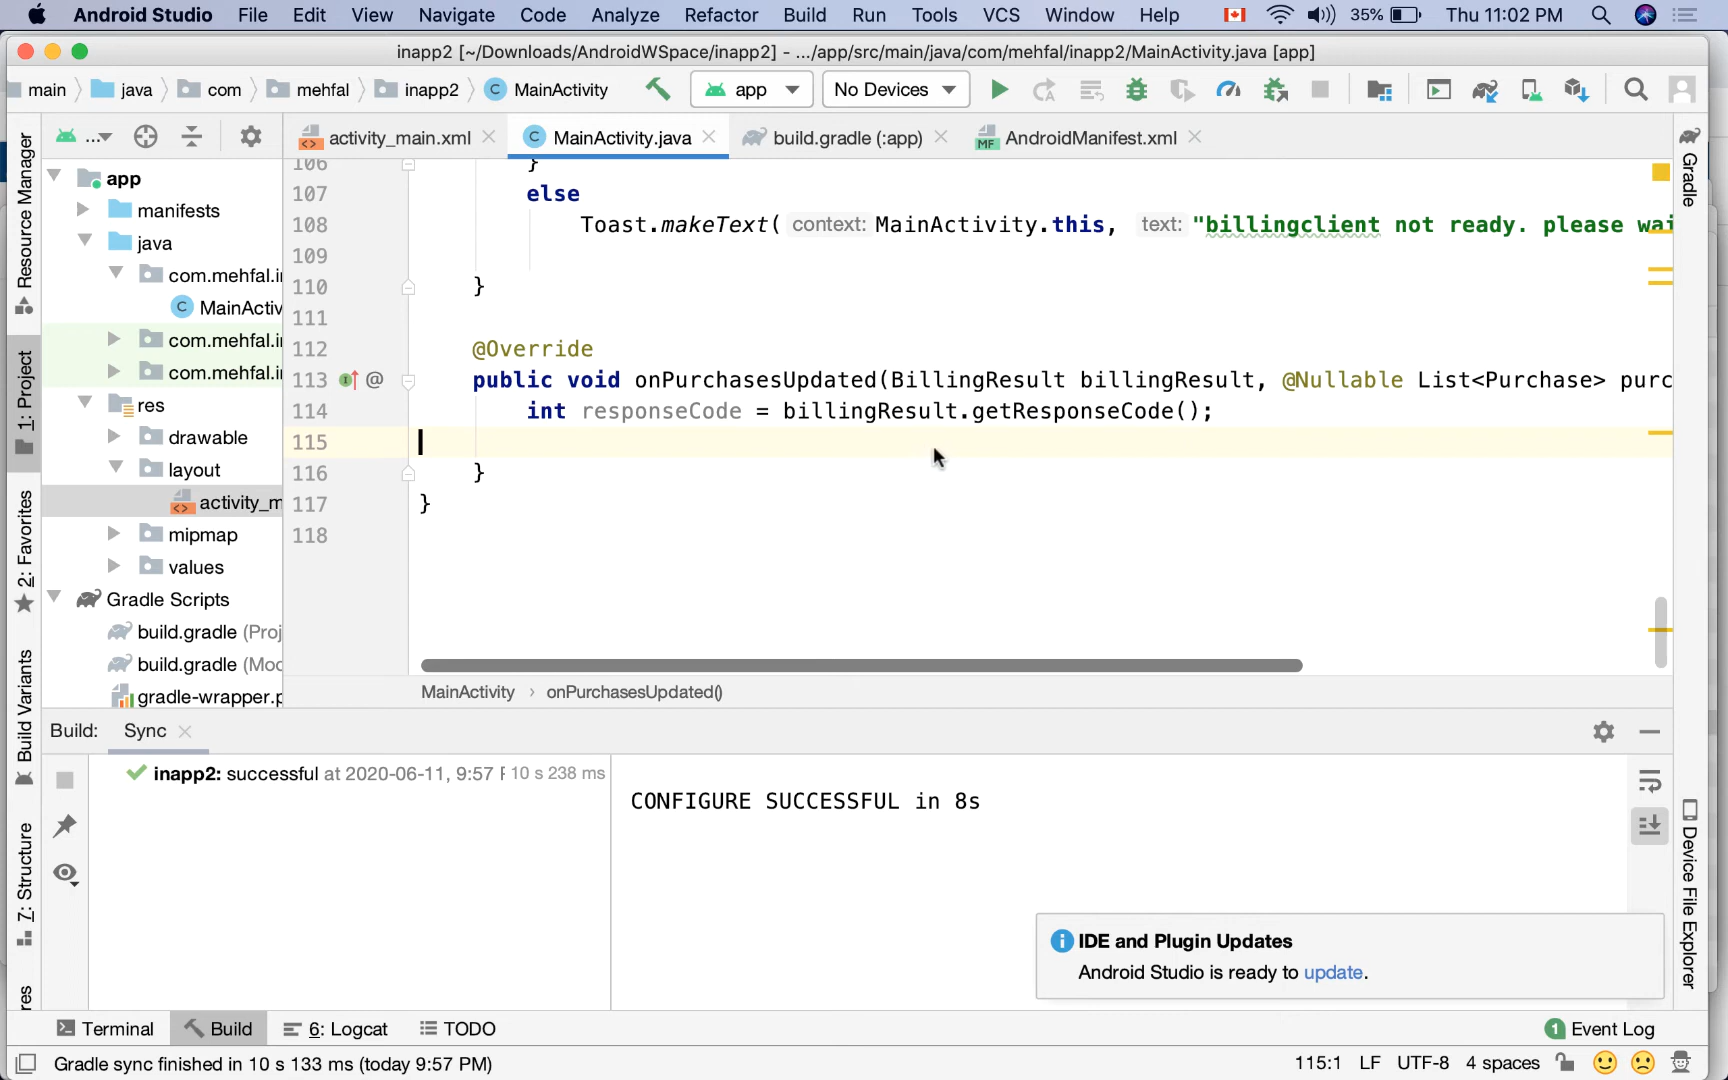 Android Studio File Edit View Navigate Code Analyze Refactor Build Run Tools VCS Window Help 35% Thu 11:02 PM
inapp2 [~/Downloads/AndroidWSpace/inapp2] - .../app/src/main/java/com/mehfal/inapp2/MainActivity.java [app]
main java com mehfal inapp2 C MainActivity app No Devices
... activity_main.xml C MainActivity.java build.gradle (:app) MF AndroidManifest.xml
Resource Manager
1: Project
2: Favorites
Build Variants
7: Structure
app
manifests
java
com.mehfal.i
C MainActiv
com.mehfal.i
com.mehfal.i
res
drawable
layout
activity_m
mipmap
values
Gradle Scripts
build.gradle (Proj
build.gradle (Mod
gradle-wrapper.p
106 }
107 else
108 Toast.makeText( context: MainActivity.this, text: "billingclient not ready. please wai
109
110 }
111
112 @Override
113 @ public void onPurchasesUpdated(BillingResult billingResult, @Nullable List<Purchase> purc
114 int responseCode = billingResult.getResponseCode();
115
116 }
117 }
118
MainActivity › onPurchasesUpdated()
Gradle
Device File Explorer
Build: Sync
inapp2: successful at 2020-06-11, 9:57 10 s 238 ms
CONFIGURE SUCCESSFUL in 8s
IDE and Plugin Updates
Android Studio is ready to update.
Terminal Build 6: Logcat TODO 1 Event Log
Gradle sync finished in 10 s 133 ms (today 9:57 PM) 115:1 LF UTF-8 4 spaces